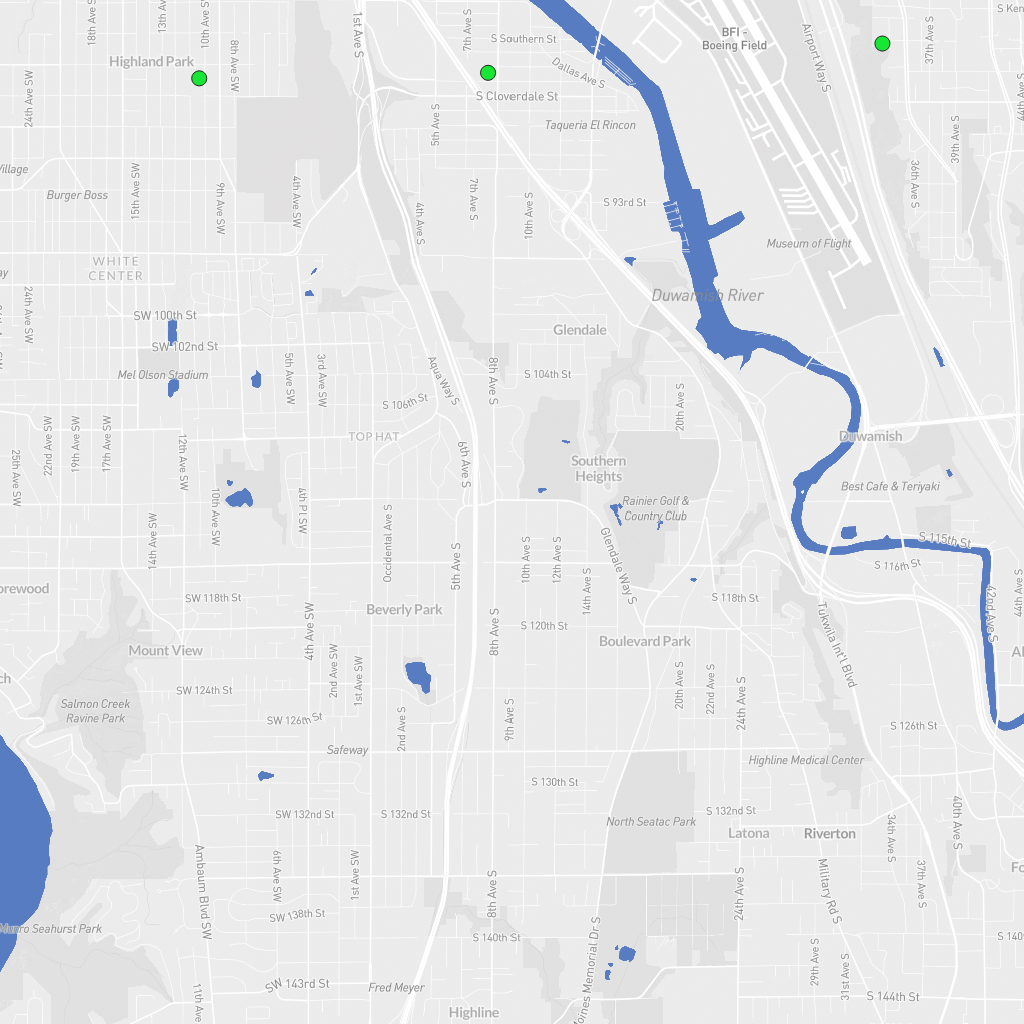 18th Ave SW
13th
10th Ave SW
8th Ave SW
1st Ave S
7th Ave S
S Southern St
Dallas Ave S
BFI -
Boeing Field
Airport Way S
37th Ave S
S Ken
Highland Park
24th Ave SW
S Cloverdale St
5th Ave S
Taqueria El Rincon
39th Ave S
44th Ave S
36th Ave S
Village
Burger Boss
15th Ave SW
9th Ave SW
4th Ave SW
7th Ave S
4th Ave S
10th Ave S
S 93rd St
Museum of Flight
WHITE
CENTER
24th Ave SW
Duwamish River
SW 100th St
Glendale
SW 102nd St
Mel Olson Stadium
5th Ave SW
3rd Ave SW
Aqua Way S
8th Ave S
S 104th St
20th Ave S
S 106th St
TOP HAT
Duwamish
22nd Ave SW
19th Ave SW
17th Ave SW
25th Ave SW
12th Ave SW
6th Ave S
Southern
Heights
Best Cafe & Teriyaki
10th Ave SW
4th Pl SW
Rainier Golf &
Country Club
14th Ave SW
Occidental Ave S
5th Ave S
10th Ave S
12th Ave S
14th Ave S
Glendale Way S
S 115th St
S 116th St
42nd Ave S
44th Ave S
orewood
SW 118th St
Beverly Park
S 118th St
4th Ave SW
8th Ave S
S 120th St
Boulevard Park
Tukwila Int'l Blvd
Mount View
2nd Ave SW
1st Ave SW
20th Ave S
22nd Ave S
24th Ave S
SW 124th St
Salmon Creek
Ravine Park
SW 126th St
2nd Ave S
9th Ave S
S 126th St
Safeway
Highline Medical Center
S 130th St
SW 132nd St
S 132nd St
North Seatac Park
S 132nd St
Latona
Riverton
34th Ave S
40th Ave S
37th Ave S
Ambaum Blvd SW
6th Ave SW
1st Ave SW
8th Ave S
24th Ave S
Military Rd S
SW 138th St
Munro Seahurst Park
S 140th St
S 140
Moines Memorial Dr S
29th Ave S
31st Ave S
SW 143rd St
11th Ave
Fred Meyer
S 144th St
Highline